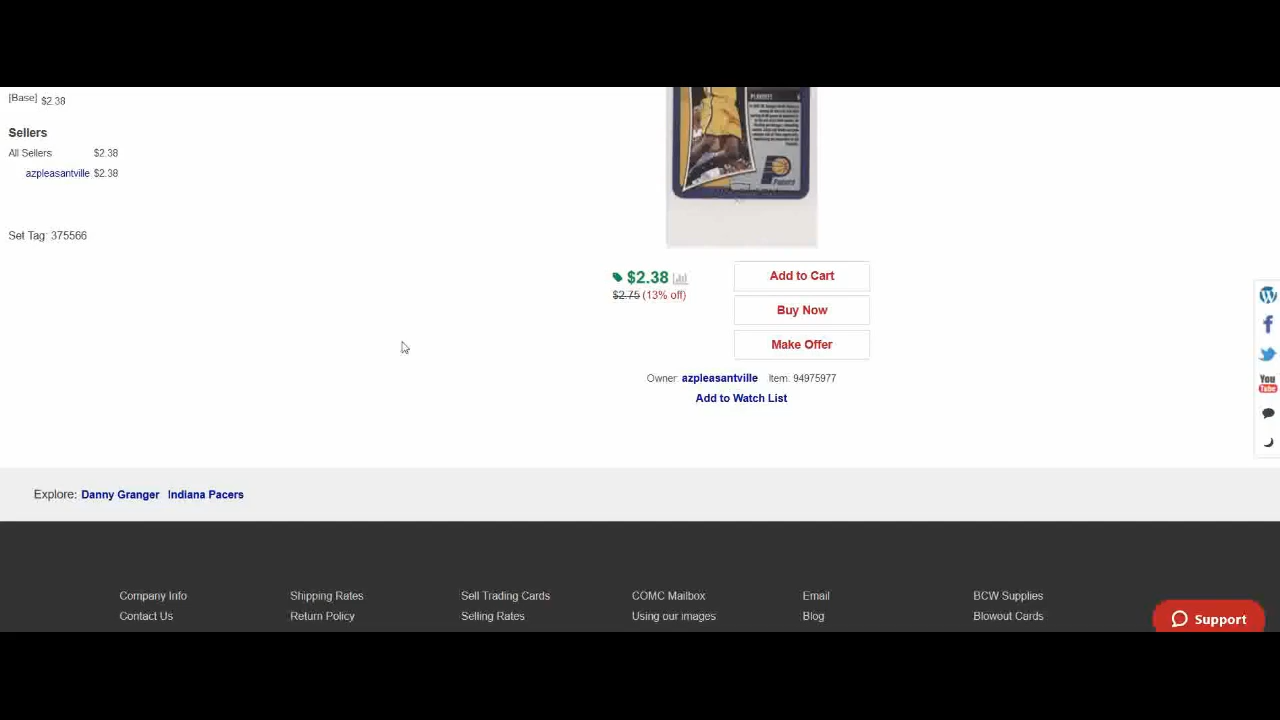 [Base] $2.38
Sellers
All Sellers $2.38
azpleasantville $2.38
Set Tag: 375566
$2.38
$2.75 (13% off)
Add to Cart
Buy Now
Make Offer
Owner: azpleasantville Item: 94975977
Add to Watch List
You
Tube
Explore: Danny Granger Indiana Pacers
Company Info Shipping Rates Sell Trading Cards COMC Mailbox Email BCW Supplies
Contact Us Return Policy Selling Rates Using our images Blog Blowout Cards
Support